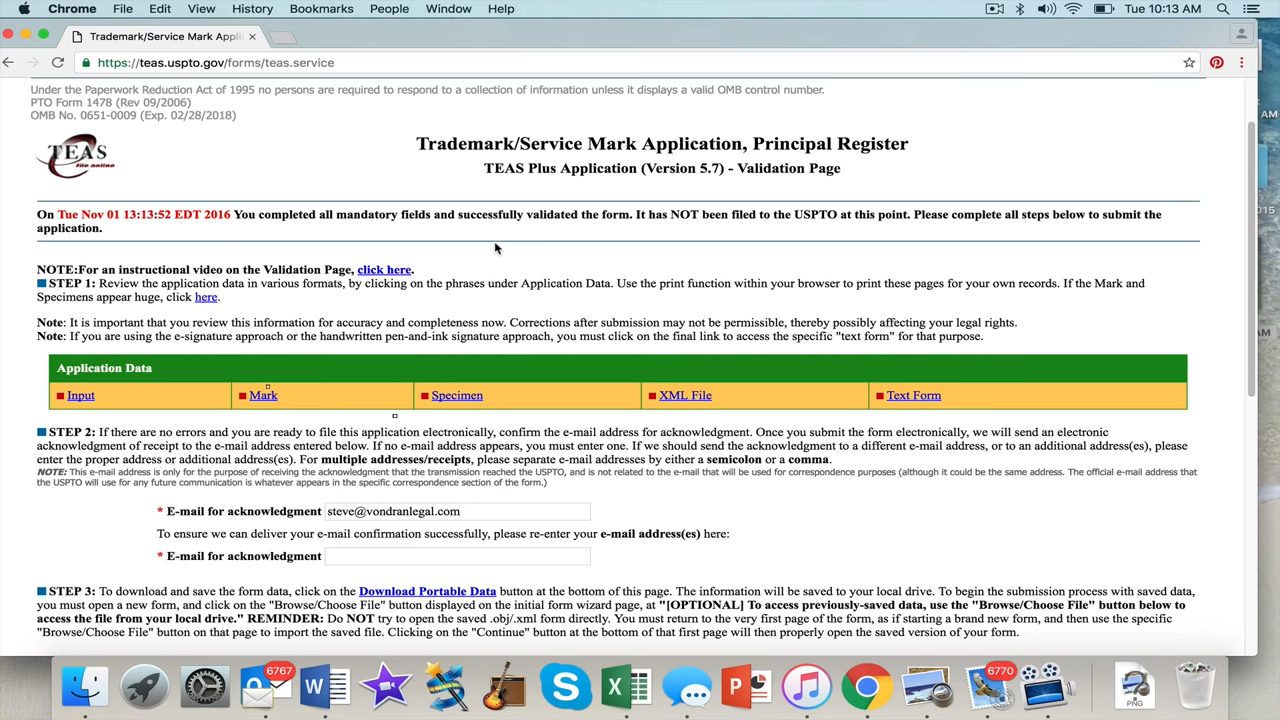 Chrome File Edit View History Bookmarks People Window Help Tue 10:13 AM
Trademark/Service Mark Appli
https://teas.uspto.gov/forms/teas.service
Under the Paperwork Reduction Act of 1995 no persons are required to respond to a collection of information unless it displays a valid OMB control number.
PTO Form 1478 (Rev 09/2006)
OMB No. 0651-0009 (Exp. 02/28/2018)
AM
TEAS
file online
Trademark/Service Mark Application, Principal Register
TEAS Plus Application (Version 5.7) - Validation Page
On Tue Nov 01 13:13:52 EDT 2016 You completed all mandatory fields and successfully validated the form. It has NOT been filed to the USPTO at this point. Please complete all steps below to submit the
application.
2015
NOTE:For an instructional video on the Validation Page, click here.
STEP 1: Review the application data in various formats, by clicking on the phrases under Application Data. Use the print function within your browser to print these pages for your own records. If the Mark and
Specimens appear huge, click here.
Note: It is important that you review this information for accuracy and completeness now. Corrections after submission may not be permissible, thereby possibly affecting your legal rights.
Note: If you are using the e-signature approach or the handwritten pen-and-ink signature approach, you must click on the final link to access the specific "text form" for that purpose.
AM
Application Data
Input Mark Specimen XML File Text Form
STEP 2: If there are no errors and you are ready to file this application electronically, confirm the e-mail address for acknowledgment. Once you submit the form electronically, we will send an electronic
acknowledgment of receipt to the e-mail address entered below. If no e-mail address appears, you must enter one. If we should send the acknowledgment to a different e-mail address, or to an additional address(es), please
enter the proper address or additional address(es). For multiple addresses/receipts, please separate e-mail addresses by either a semicolon or a comma.
NOTE: This e-mail address is only for the purpose of receiving the acknowledgment that the transmission reached the USPTO, and is not related to the e-mail that will be used for correspondence purposes (although it could be the same address. The official e-mail address that
the USPTO will use for any future communication is whatever appears in the specific correspondence section of the form.)
* E-mail for acknowledgment steve@vondranlegal.com
To ensure we can deliver your e-mail confirmation successfully, please re-enter your e-mail address(es) here:
* E-mail for acknowledgment
STEP 3: To download and save the form data, click on the Download Portable Data button at the bottom of this page. The information will be saved to your local drive. To begin the submission process with saved data,
you must open a new form, and click on the "Browse/Choose File" button displayed on the initial form wizard page, at "[OPTIONAL] To access previously-saved data, use the "Browse/Choose File" button below to
access the file from your local drive." REMINDER: Do NOT try to open the saved .obj/.xml form directly. You must return to the very first page of the form, as if starting a brand new form, and then use the specific
"Browse/Choose File" button on that page to import the saved file. Clicking on the "Continue" button at the bottom of that first page will then properly open the saved version of your form.
6767 6770
PNG